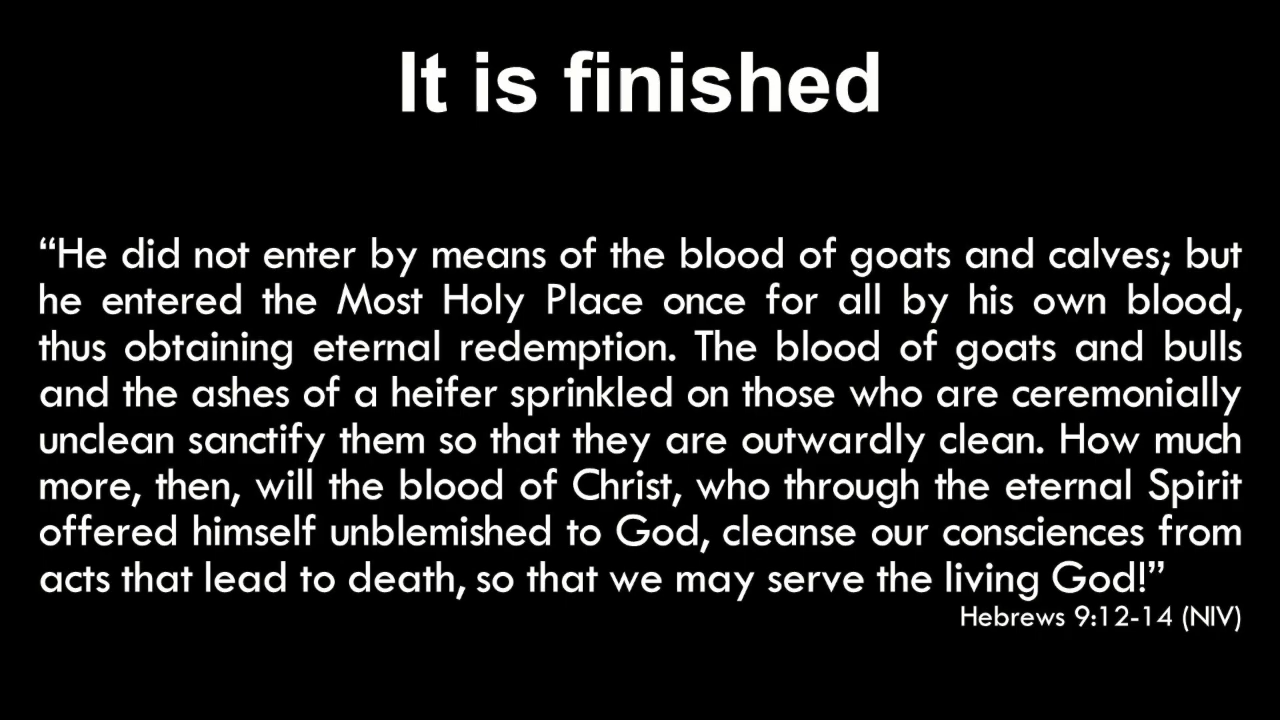 It is finished
“He did not enter by means of the blood of goats and calves; but
he entered the Most Holy Place once for all by his own blood,
thus obtaining eternal redemption. The blood of goats and bulls
and the ashes of a heifer sprinkled on those who are ceremonially
unclean sanctify them so that they are outwardly clean. How much
more, then, will the blood of Christ, who through the eternal Spirit
offered himself unblemished to God, cleanse our consciences from
acts that lead to death, so that we may serve the living God!”
Hebrews 9:12-14 (NIV)